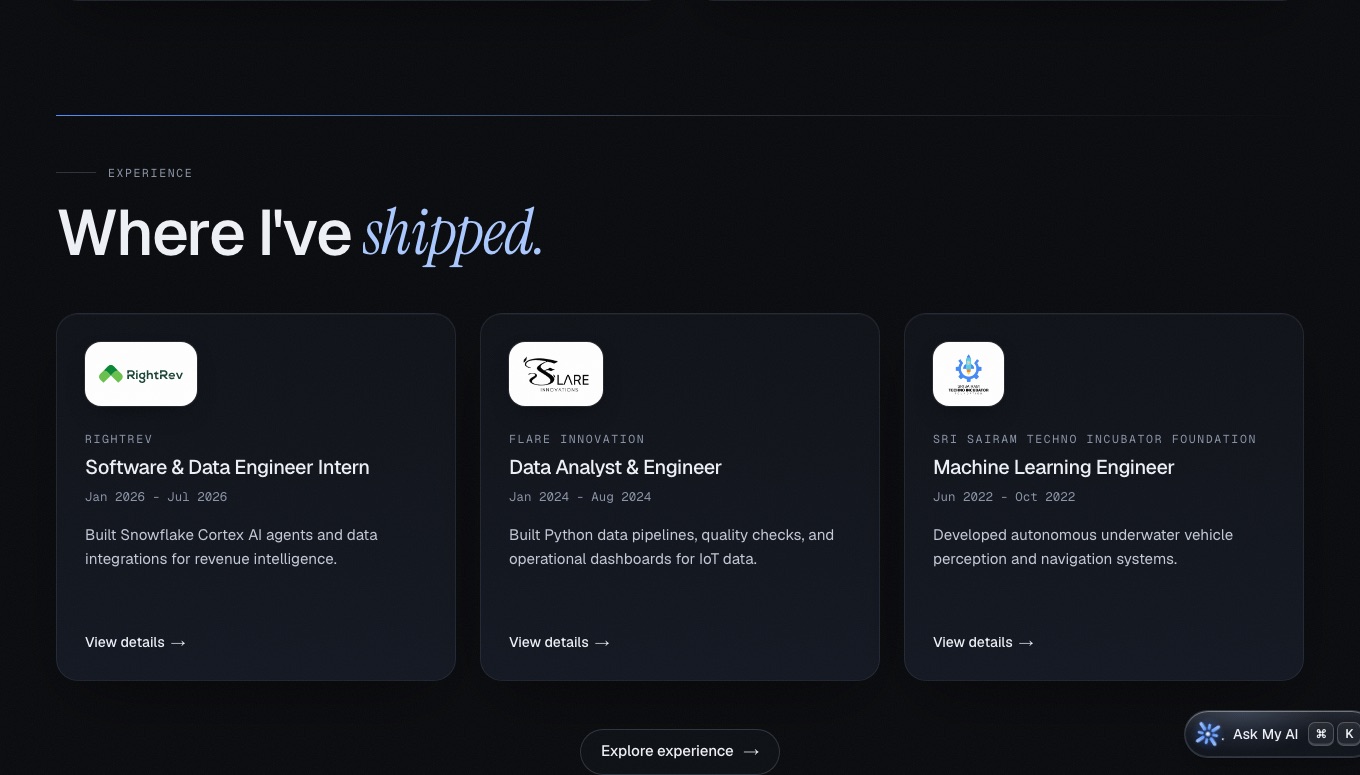 EXPERIENCE
Where I've shipped.
RightRev
RIGHTREV
Software & Data Engineer Intern
Jan 2026 - Jul 2026
Built Snowflake Cortex AI agents and data
integrations for revenue intelligence.
View details →
FLARE
INNOVATIONS
FLARE INNOVATION
Data Analyst & Engineer
Jan 2024 - Aug 2024
Built Python data pipelines, quality checks, and
operational dashboards for IoT data.
View details →
TECHNO INCUBATOR
SRI SAIRAM TECHNO INCUBATOR FOUNDATION
Machine Learning Engineer
Jun 2022 - Oct 2022
Developed autonomous underwater vehicle
perception and navigation systems.
View details →
Explore experience →
Ask My AI ⌘ K